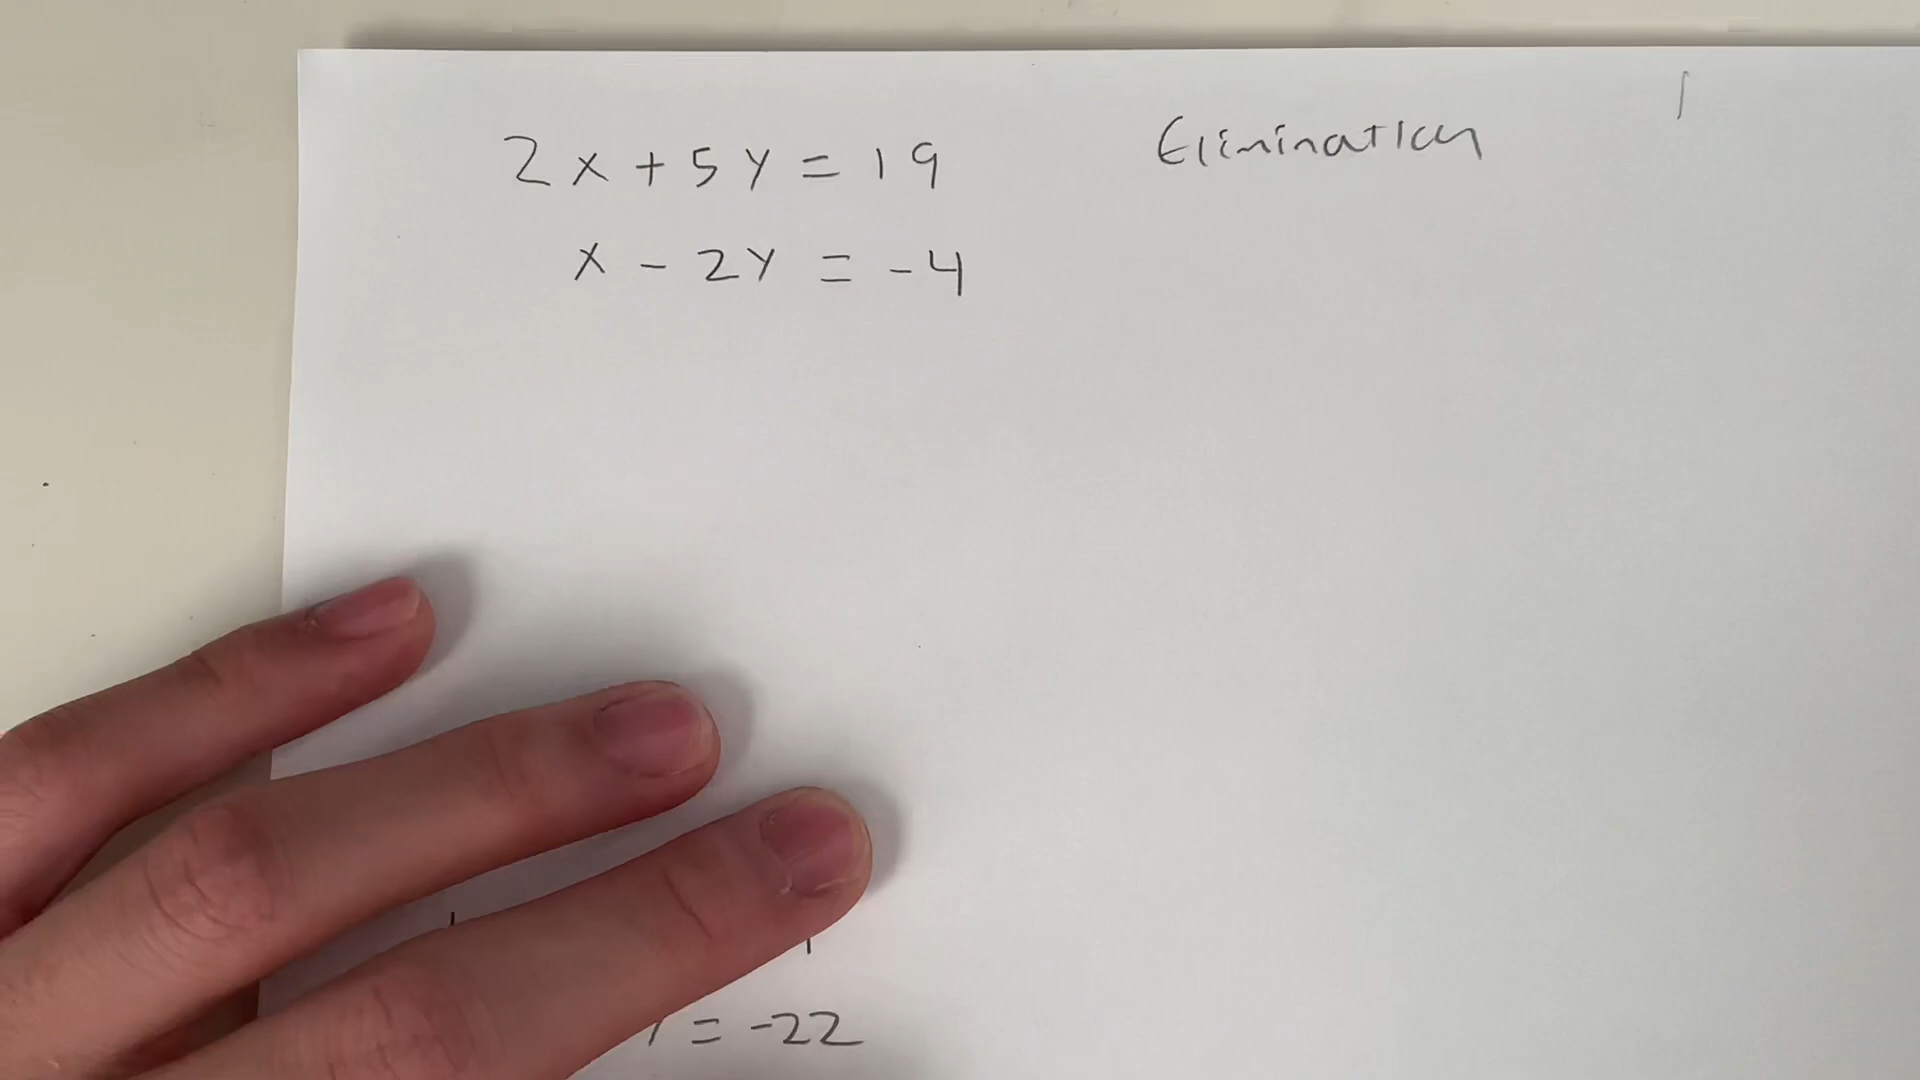 2x + 5y = 19
Elimination
x - 2y = -4
= -22